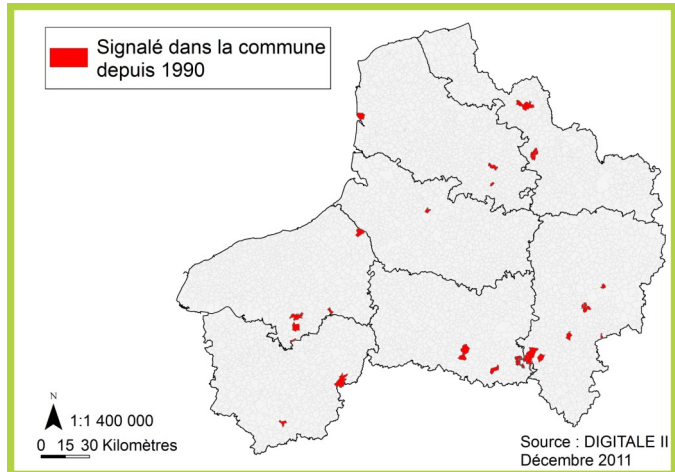 Signalé dans la commune
depuis 1990
N
1:1 400 000
0 15 30 Kilomètres
Source : DIGITALE II
Décembre 2011